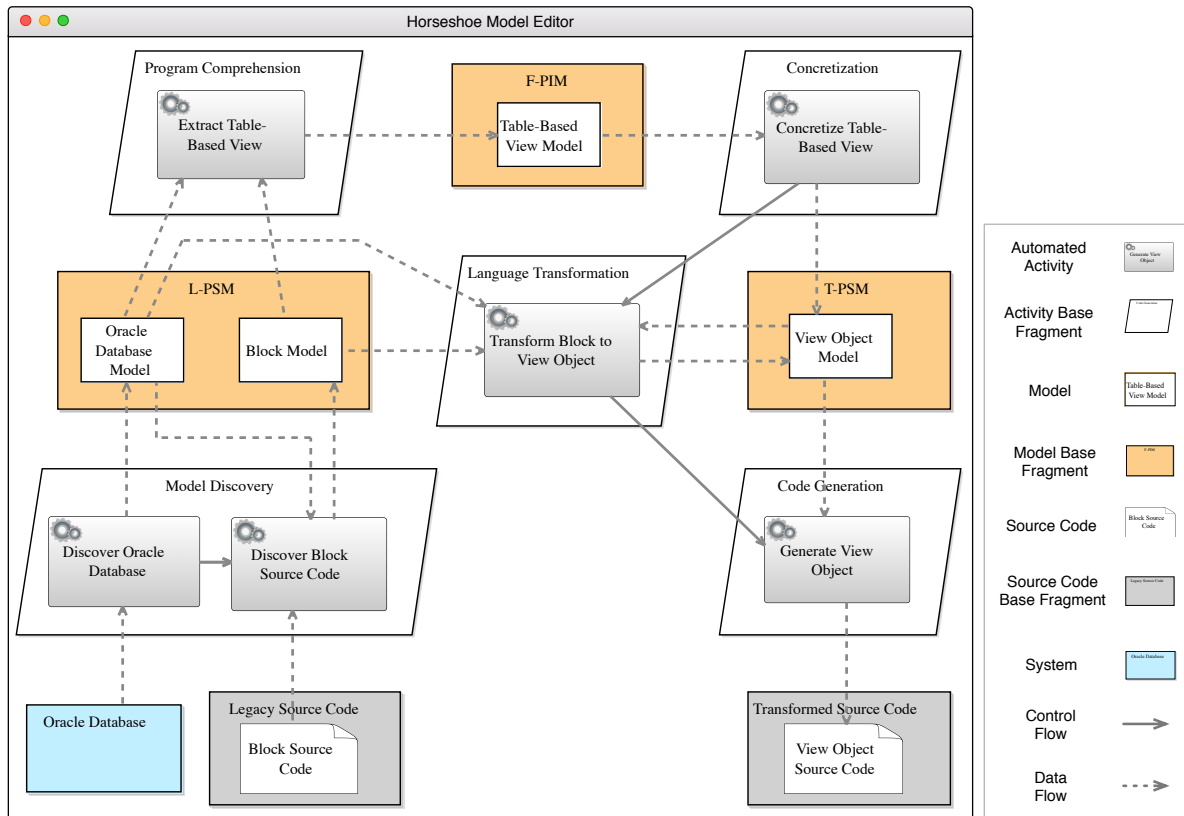 Horseshoe Model Editor
Program Comprehension
Extract Table-
Based View
F-PIM
Table-Based
View Model
Concretization
Concretize Table-
Based View
L-PSM
Oracle
Database
Model
Block Model
Language Transformation
Transform Block to
View Object
T-PSM
View Object
Model
Model Discovery
Discover Oracle
Database
Discover Block
Source Code
Code Generation
Generate View
Object
Oracle Database
Legacy Source Code
Block Source
Code
Transformed Source Code
View Object
Source Code
Automated
Activity
Generate View
Object
Activity Base
Fragment
Code Generation
Model
Table-Based
View Model
Model Base
Fragment
F-PIM
Source Code
Block Source
Code
Source Code
Base Fragment
Legacy Source Code
System
Oracle Database
Control
Flow
Data
Flow